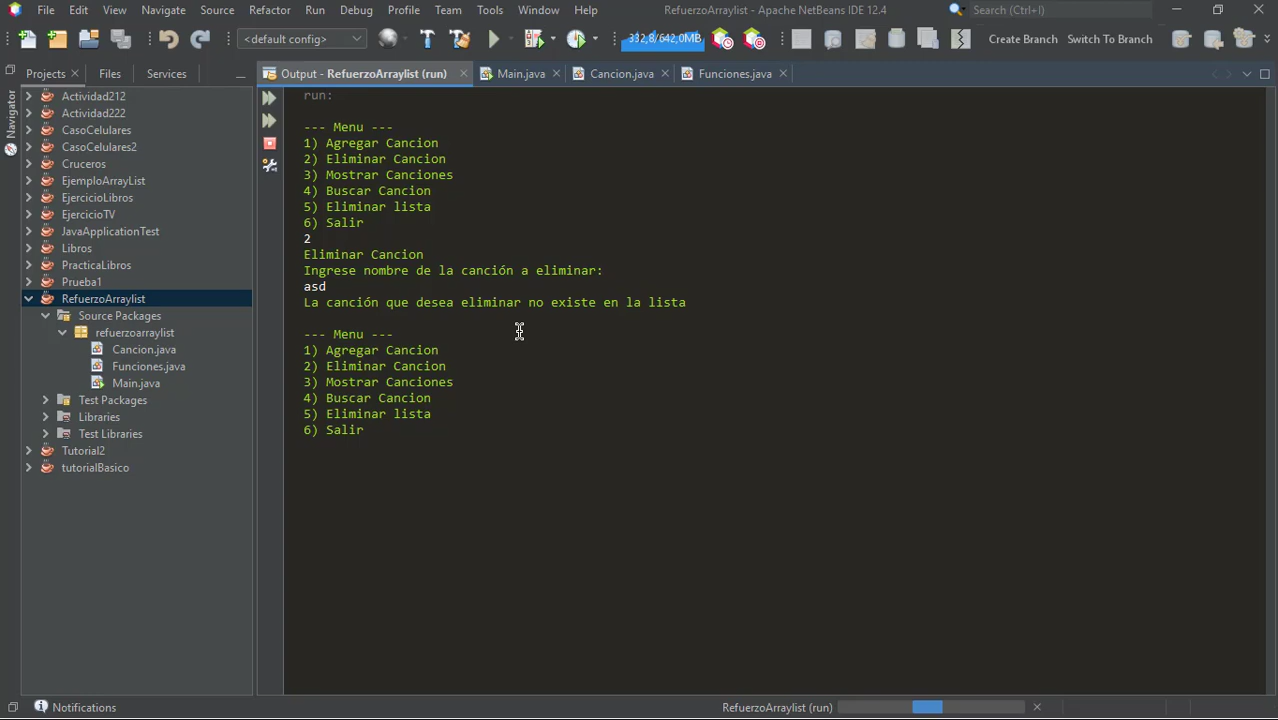 File Edit View Navigate Source Refactor Run Debug Profile Team Tools Window Help RefuerzoArraylist - Apache NetBeans IDE 12.4 Search (Ctrl+I)
<default config> 332,8/642,0MB Create Branch Switch To Branch
Projects Files Services Output - RefuerzoArraylist (run) Main.java Cancion.java Funciones.java
Navigator
Actividad212
Actividad222
CasoCelulares
CasoCelulares2
Cruceros
EjemploArrayList
EjercicioLibros
EjercicioTV
JavaApplicationTest
Libros
PracticaLibros
Prueba1
RefuerzoArraylist
Source Packages
refuerzoarraylist
Cancion.java
Funciones.java
Main.java
Test Packages
Libraries
Test Libraries
Tutorial2
tutorialBasico
run:
--- Menu ---
1) Agregar Cancion
2) Eliminar Cancion
3) Mostrar Canciones
4) Buscar Cancion
5) Eliminar lista
6) Salir
2
Eliminar Cancion
Ingrese nombre de la canción a eliminar:
asd
La canción que desea eliminar no existe en la lista
--- Menu ---
1) Agregar Cancion
2) Eliminar Cancion
3) Mostrar Canciones
4) Buscar Cancion
5) Eliminar lista
6) Salir
Notifications RefuerzoArraylist (run)